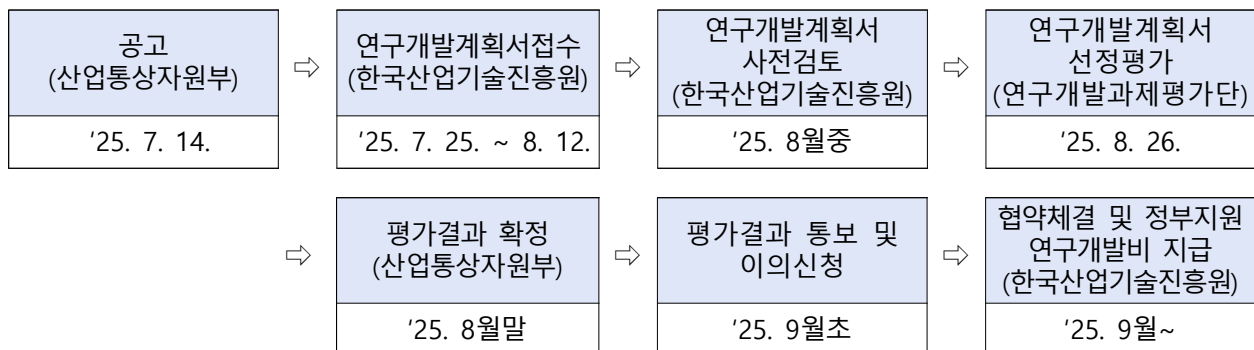 공고
(산업통상자원부)
'25. 7. 14.
⇨
연구개발계획서접수
(한국산업기술진흥원)
'25. 7. 25. ~ 8. 12.
⇨
연구개발계획서
사전검토
(한국산업기술진흥원)
'25. 8월중
⇨
연구개발계획서
선정평가
(연구개발과제평가단)
'25. 8. 26.
⇨
평가결과 확정
(산업통상자원부)
'25. 8월말
⇨
평가결과 통보 및
이의신청
'25. 9월초
⇨
협약체결 및 정부지원
연구개발비 지급
(한국산업기술진흥원)
'25. 9월~